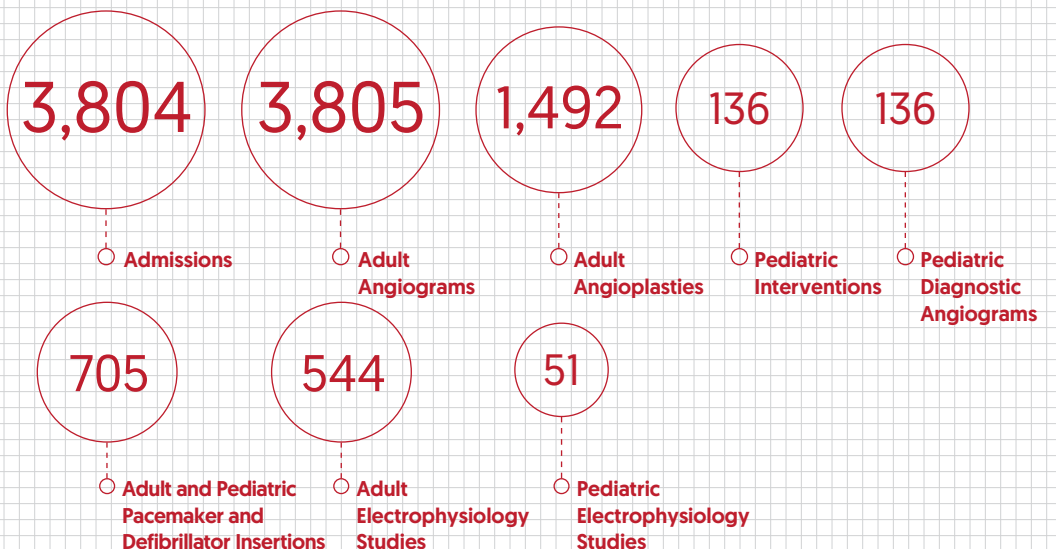 3,804
Admissions
3,805
Adult
Angiograms
1,492
Adult
Angioplasties
136
Pediatric
Interventions
136
Pediatric
Diagnostic
Angiograms
705
Adult and Pediatric
Pacemaker and
Defibrillator Insertions
544
Adult
Electrophysiology
Studies
51
Pediatric
Electrophysiology
Studies